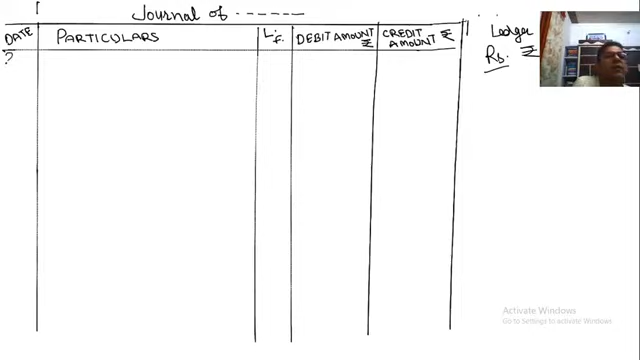 Journal of -------
DATE PARTICULARS L.F. DEBIT AMOUNT ₹ CREDIT AMOUNT ₹
?
Ledger
Rs. ₹
Activate Windows
Go to Settings to activate Windows.